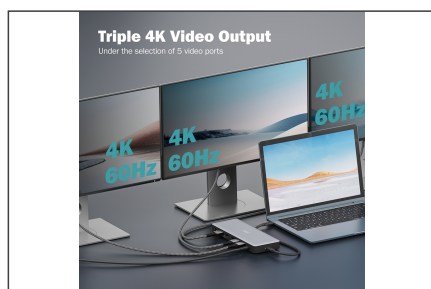 Triple 4K Video Output
Under the selection of 5 video ports
4K
60Hz
4K
60Hz
4K
60Hz